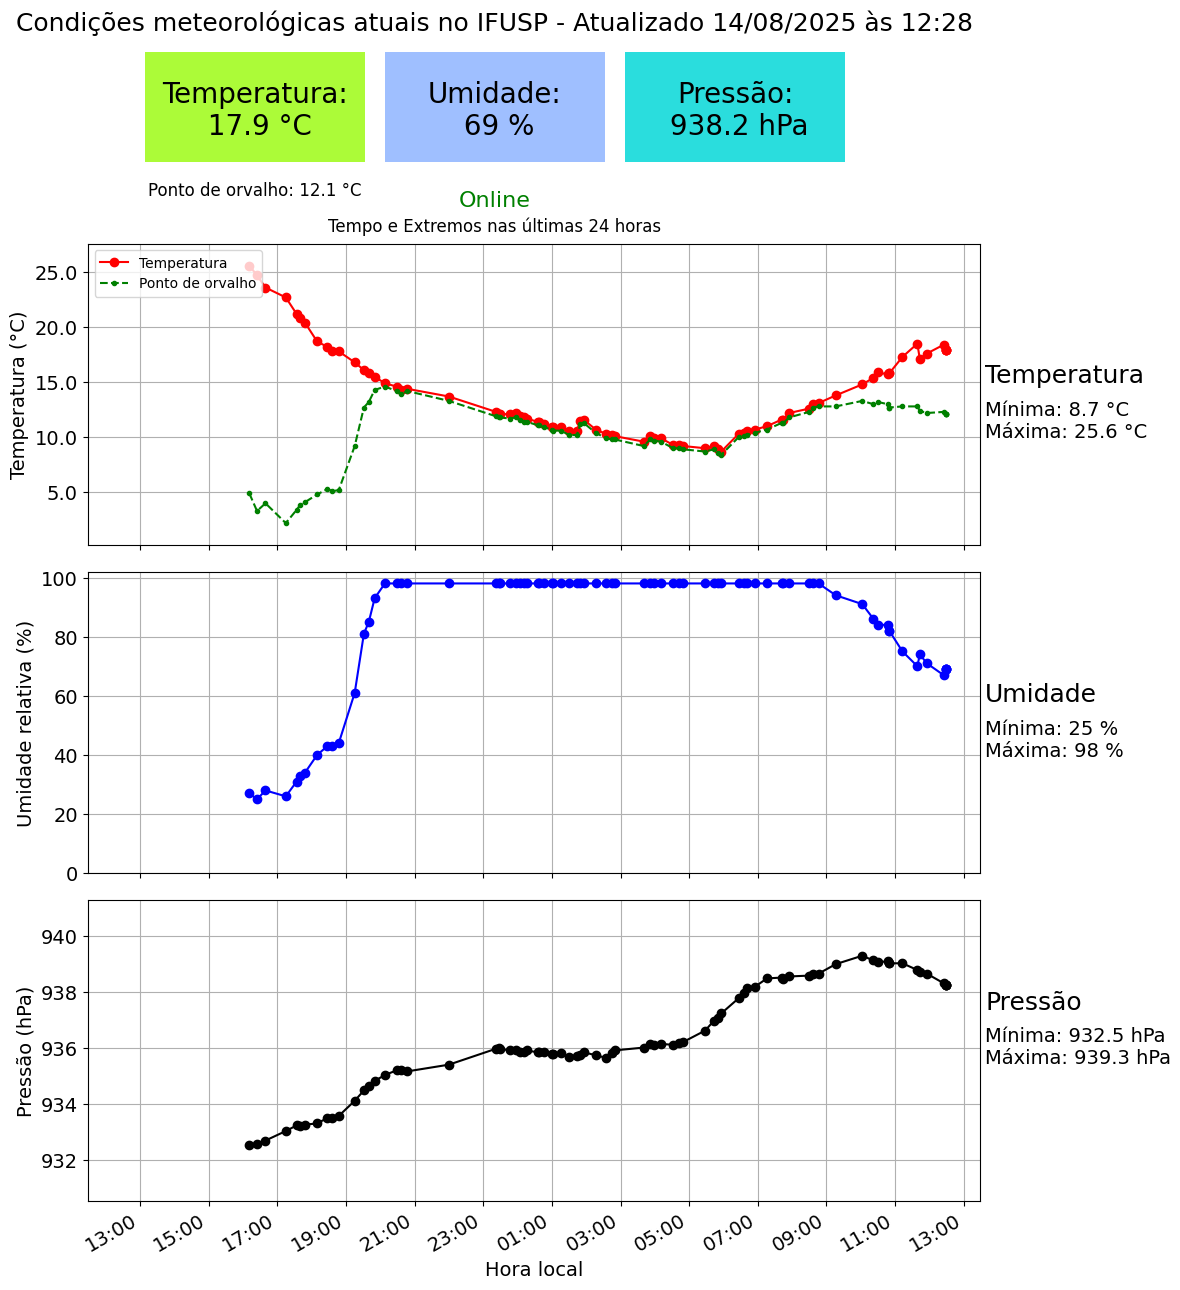 Condições meteorológicas atuais no IFUSP - Atualizado 14/08/2025 às 12:28
Temperatura:
17.9 °C
Umidade:
69 %
Pressão:
938.2 hPa
Ponto de orvalho: 12.1 °C
Online
Tempo e Extremos nas últimas 24 horas
Temperatura
Ponto de orvalho
Temperatura (°C)
25.0
20.0
15.0
10.0
5.0
Temperatura
Mínima: 8.7 °C
Máxima: 25.6 °C
Umidade relativa (%)
100
80
60
40
20
0
Umidade
Mínima: 25 %
Máxima: 98 %
Pressão (hPa)
940
938
936
934
932
Pressão
Mínima: 932.5 hPa
Máxima: 939.3 hPa
13:00
15:00
17:00
19:00
21:00
23:00
01:00
03:00
05:00
07:00
09:00
11:00
13:00
Hora local